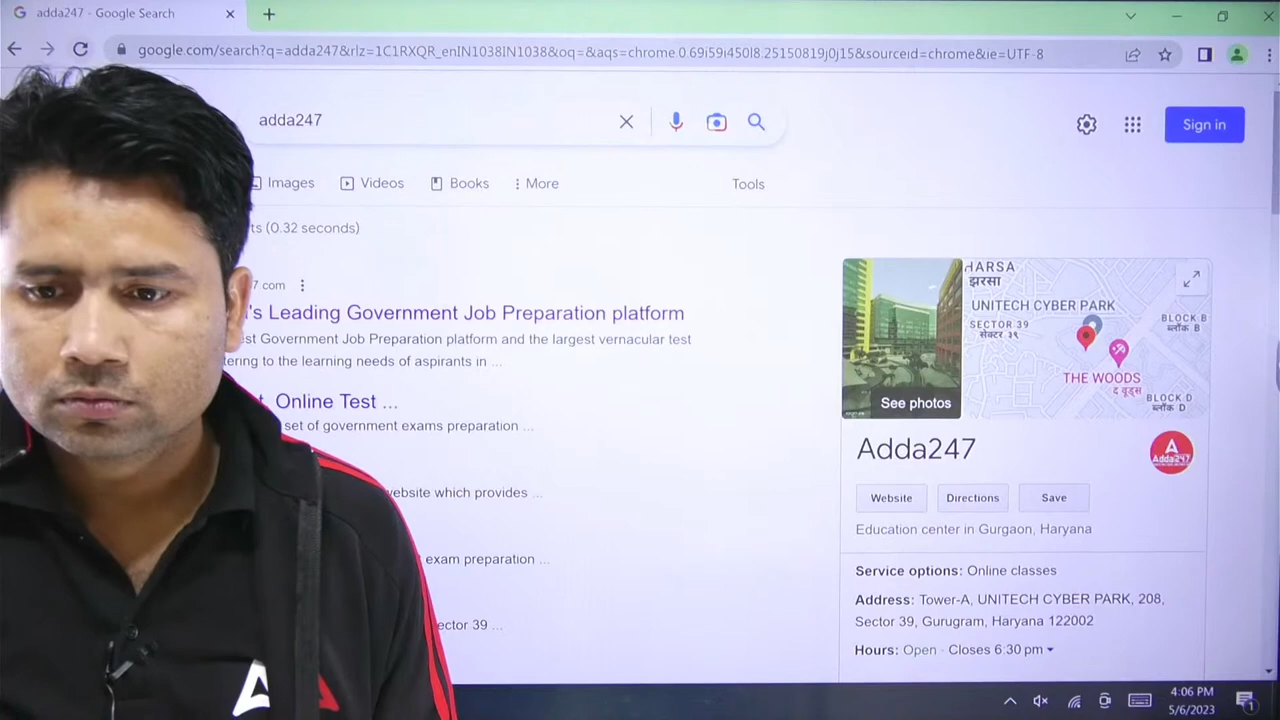 adda247 - Google Search
google.com/search?q=adda247&rlz=1C1RXQR_enIN1038IN1038&oq=&aqs=chrome.0.69i59i450l8.25150819j0j15&sourceid=chrome&ie=UTF-8
adda247
Sign in
Images Videos Books More Tools
(0.32 seconds)
7 com
's Leading Government Job Preparation platform
est Government Job Preparation platform and the largest vernacular test
tering to the learning needs of aspirants in ...
Online Test ...
set of government exams preparation ...
website which provides ...
exam preparation ...
ector 39 ...
HARSA
झरसा
UNITECH CYBER PARK
SECTOR 39
सेक्टर ३९
BLOCK B
ब्लॉक B
THE WOODS
द वूड्स
BLOCK D
ब्लॉक D
See photos
Adda247
Adda247
Website Directions Save
Education center in Gurgaon, Haryana
Service options: Online classes
Address: Tower-A, UNITECH CYBER PARK, 208,
Sector 39, Gurugram, Haryana 122002
Hours: Open · Closes 6:30 pm
4:06 PM
5/6/2023
1